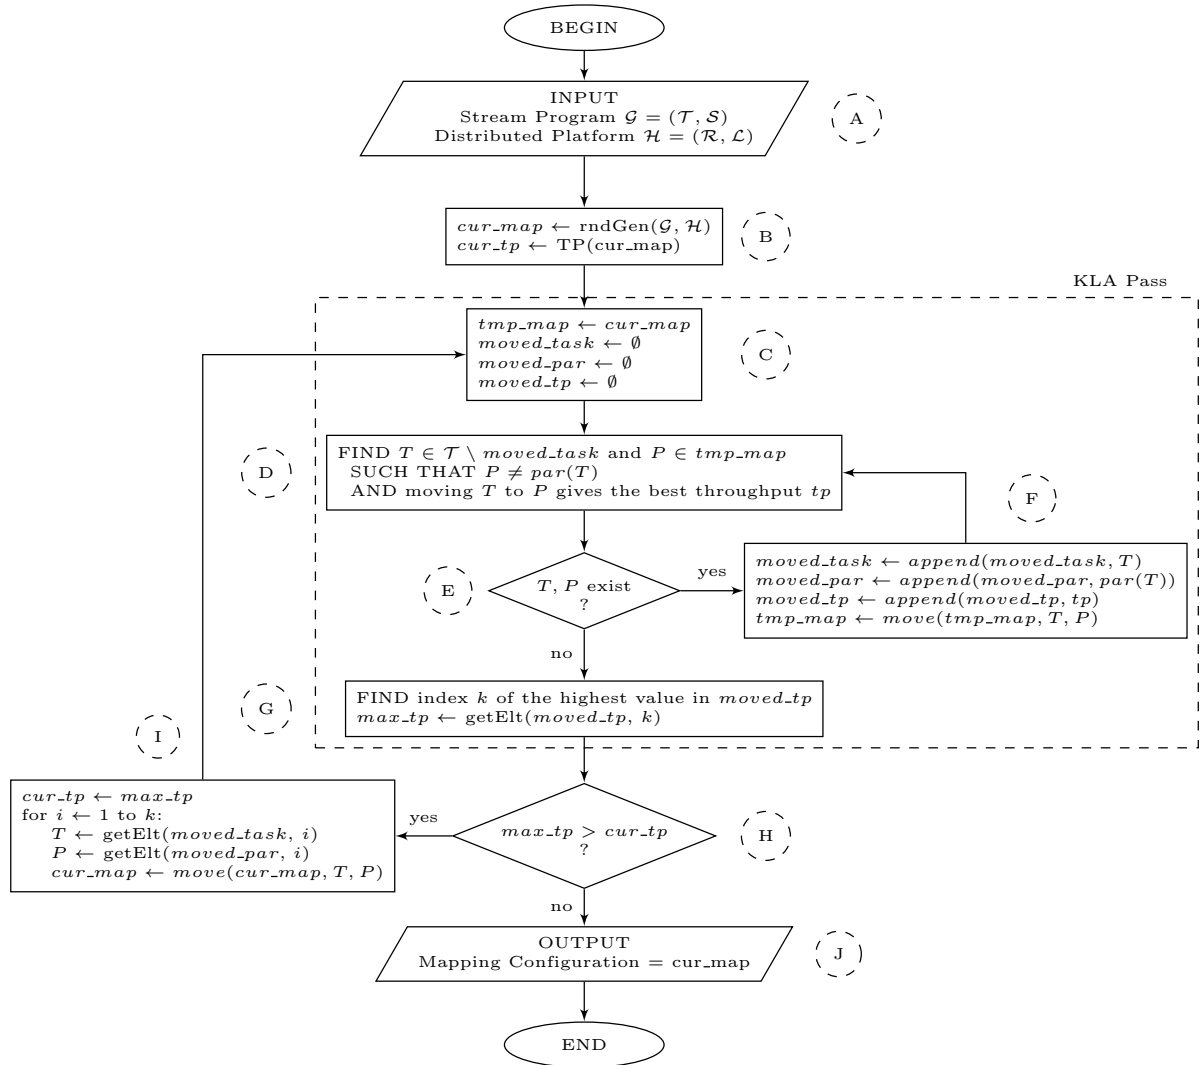 BEGIN
INPUT
Stream Program 𝒢 = (𝒯, 𝒮)
Distributed Platform ℋ = (ℛ, ℒ)
A
cur_map ← rndGen(𝒢, ℋ)
cur_tp ← TP(cur_map)
B
KLA Pass
tmp_map ← cur_map
moved_task ← ∅
moved_par ← ∅
moved_tp ← ∅
C
FIND T ∈ 𝒯 \ moved_task and P ∈ tmp_map
SUCH THAT P ≠ par(T)
AND moving T to P gives the best throughput tp
D
T, P exist
?
E
yes
moved_task ← append(moved_task, T)
moved_par ← append(moved_par, par(T))
moved_tp ← append(moved_tp, tp)
tmp_map ← move(tmp_map, T, P)
F
no
FIND index k of the highest value in moved_tp
max_tp ← getElt(moved_tp, k)
G
max_tp > cur_tp
?
H
yes
cur_tp ← max_tp
for i ← 1 to k:
T ← getElt(moved_task, i)
P ← getElt(moved_par, i)
cur_map ← move(cur_map, T, P)
I
no
OUTPUT
Mapping Configuration = cur_map
J
END